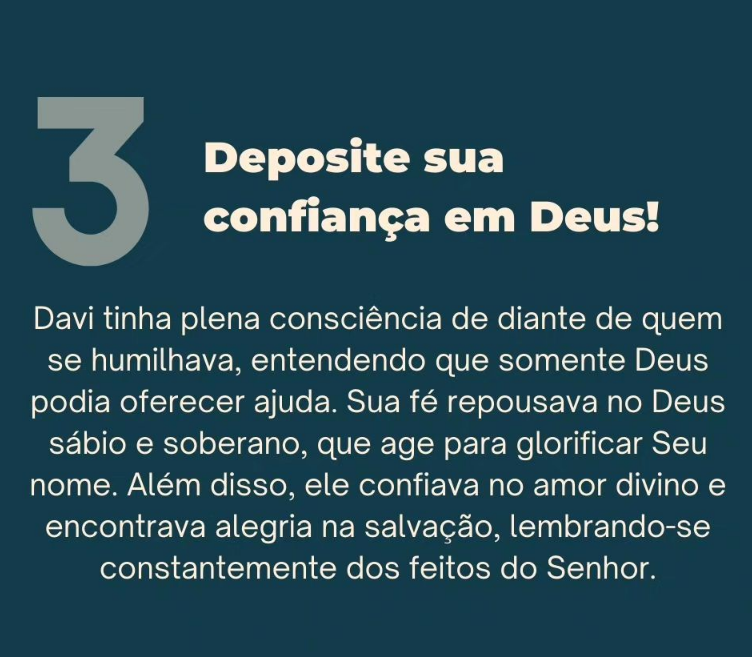 3
Deposite sua
confiança em Deus!
Davi tinha plena consciência de diante de quem
se humilhava, entendendo que somente Deus
podia oferecer ajuda. Sua fé repousava no Deus
sábio e soberano, que age para glorificar Seu
nome. Além disso, ele confiava no amor divino e
encontrava alegria na salvação, lembrando-se
constantemente dos feitos do Senhor.